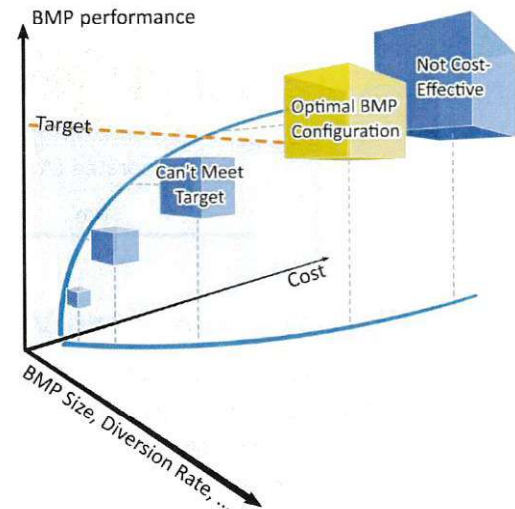 BMP performance
Not Cost-
Effective
Optimal BMP
Configuration
Target
Can't Meet
Target
Cost
BMP Size, Diversion Rate, ...